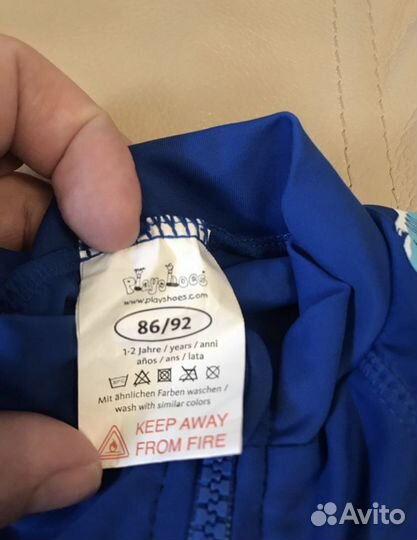 Playshoes
www.playshoes.com
86/92
1-2 Jahre / years / anni
años / ans / lata
Mit ähnlichen Farben waschen /
wash with similar colors
KEEP AWAY
FROM FIRE
Avito